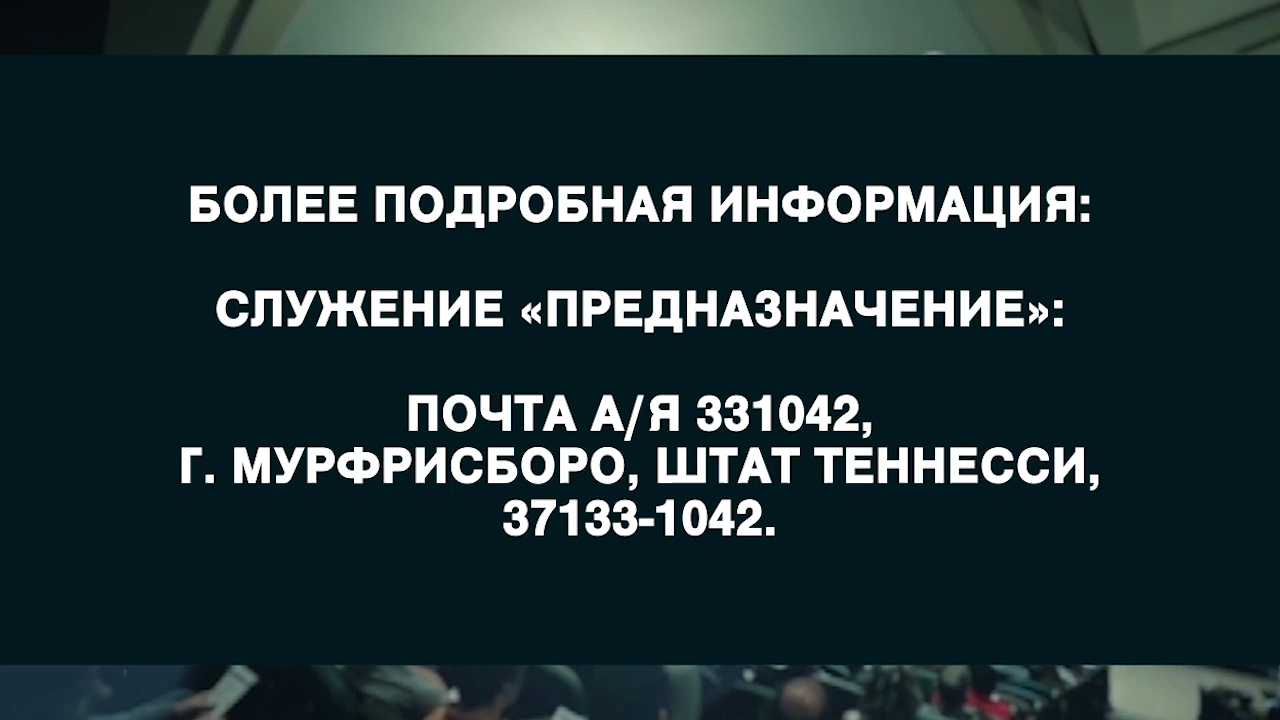 БОЛЕЕ ПОДРОБНАЯ ИНФОРМАЦИЯ:
СЛУЖЕНИЕ «ПРЕДНАЗНАЧЕНИЕ»:
ПОЧТА А/Я 331042,
Г. МУРФРИСБОРО, ШТАТ ТЕННЕССИ,
37133-1042.